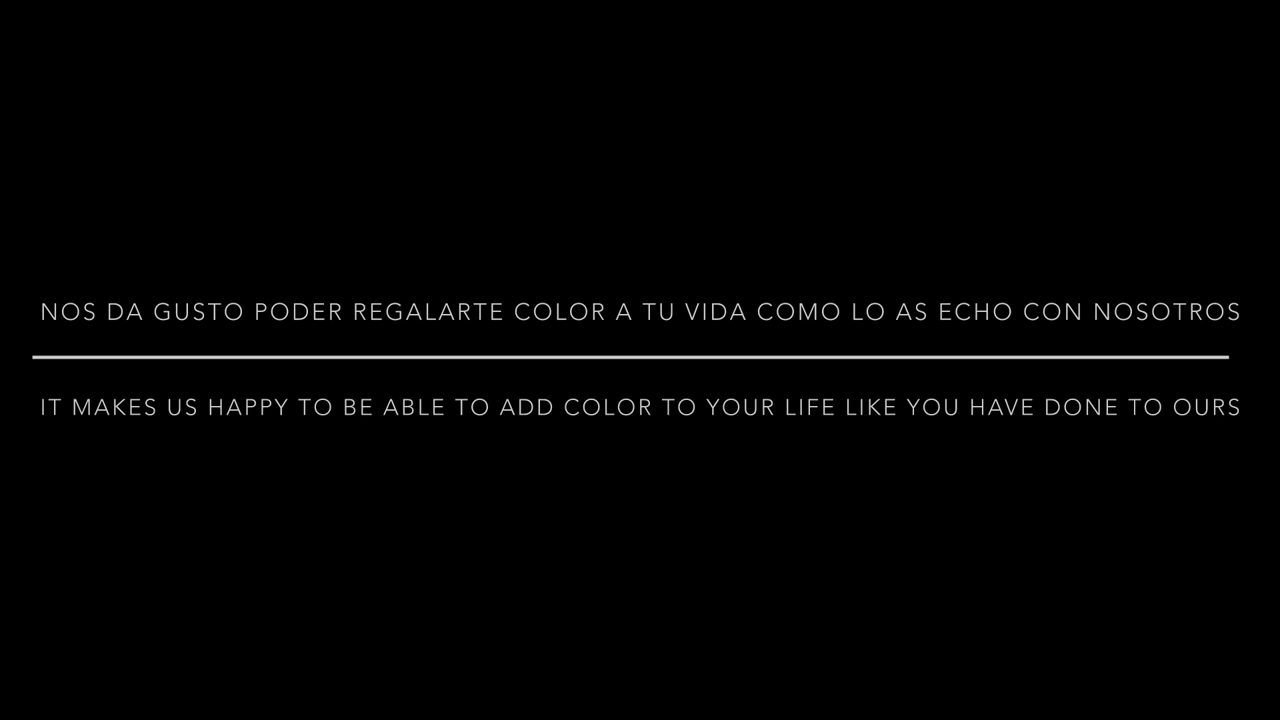 NOS DA GUSTO PODER REGALARTE COLOR A TU VIDA COMO LO AS ECHO CON NOSOTROS
IT MAKES US HAPPY TO BE ABLE TO ADD COLOR TO YOUR LIFE LIKE YOU HAVE DONE TO OURS